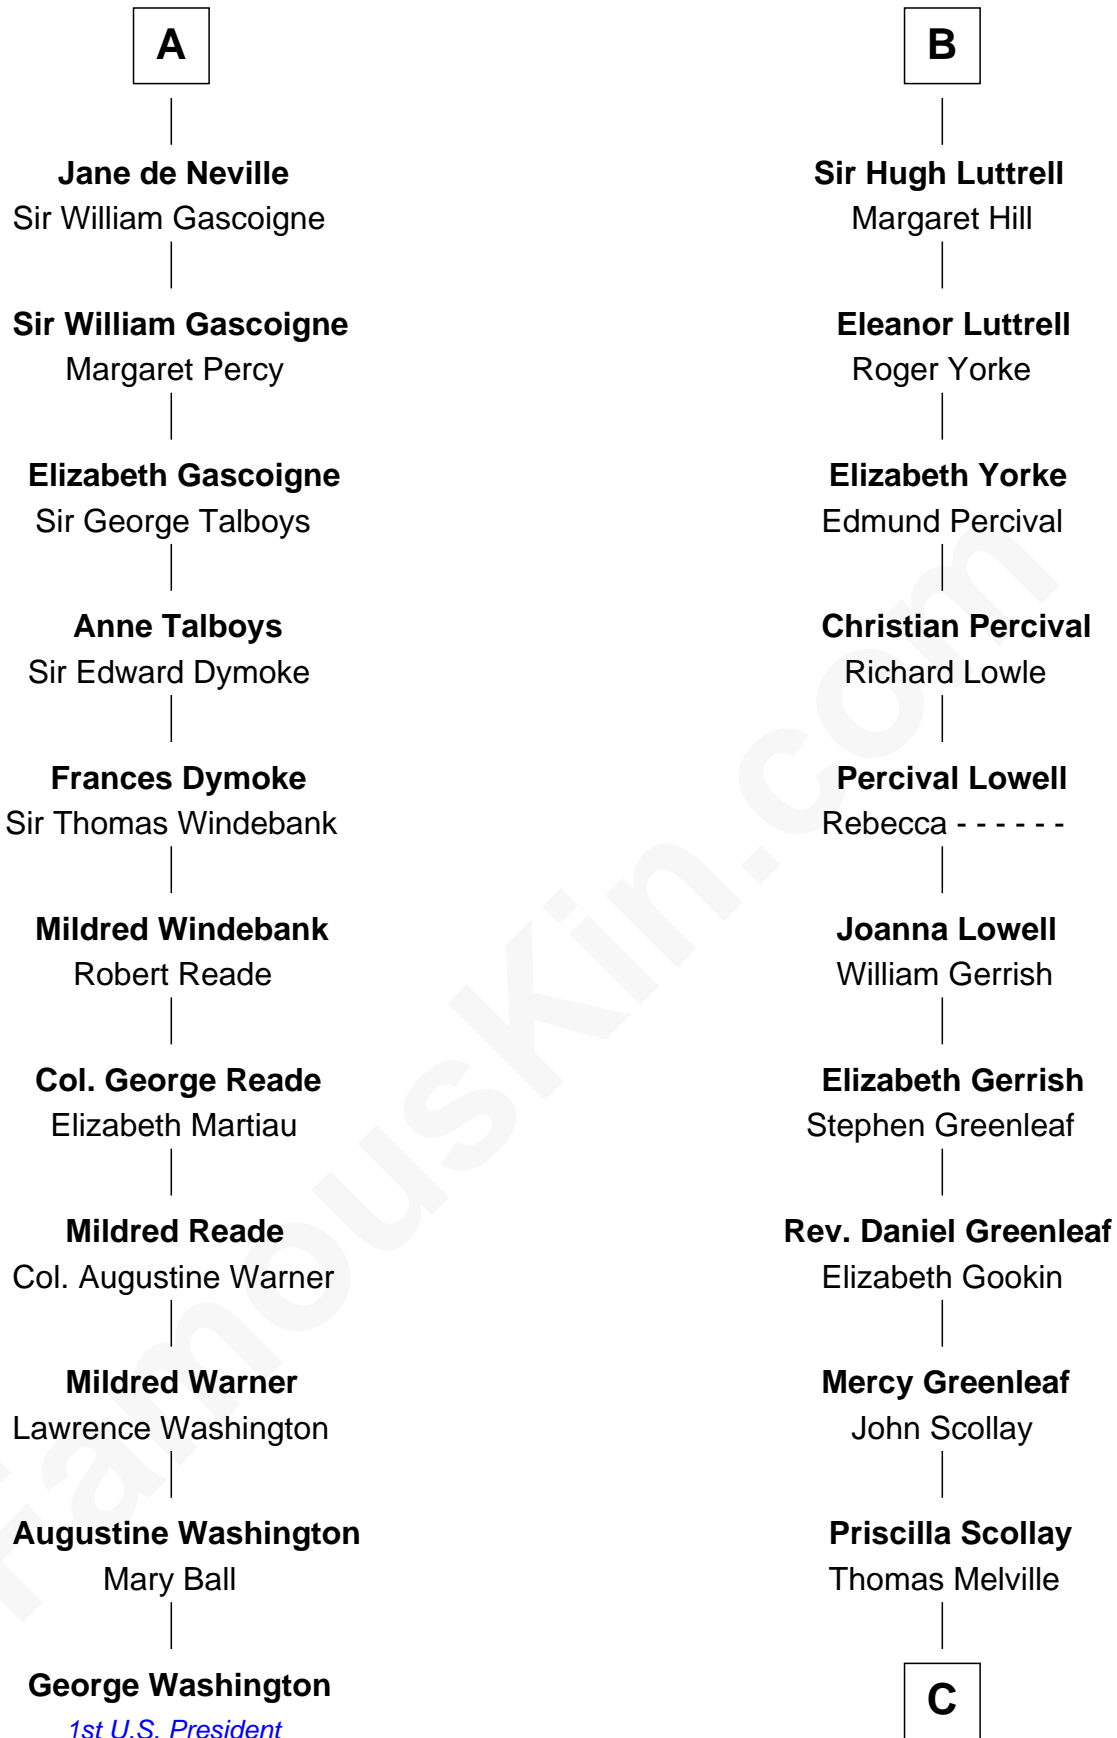 A
Jane de Neville
Sir William Gascoigne
Sir William Gascoigne
Margaret Percy
Elizabeth Gascoigne
Sir George Talboys
Anne Talboys
Sir Edward Dymoke
Frances Dymoke
Sir Thomas Windebank
Mildred Windebank
Robert Reade
Col. George Reade
Elizabeth Martiau
Mildred Reade
Col. Augustine Warner
Mildred Warner
Lawrence Washington
Augustine Washington
Mary Ball
George Washington
1st U.S. President
B
Sir Hugh Luttrell
Margaret Hill
Eleanor Luttrell
Roger Yorke
Elizabeth Yorke
Edmund Percival
Christian Percival
Richard Lowle
Percival Lowell
Rebecca - - - - - -
Joanna Lowell
William Gerrish
Elizabeth Gerrish
Stephen Greenleaf
Rev. Daniel Greenleaf
Elizabeth Gookin
Mercy Greenleaf
John Scollay
Priscilla Scollay
Thomas Melville
C
FamousKin.com